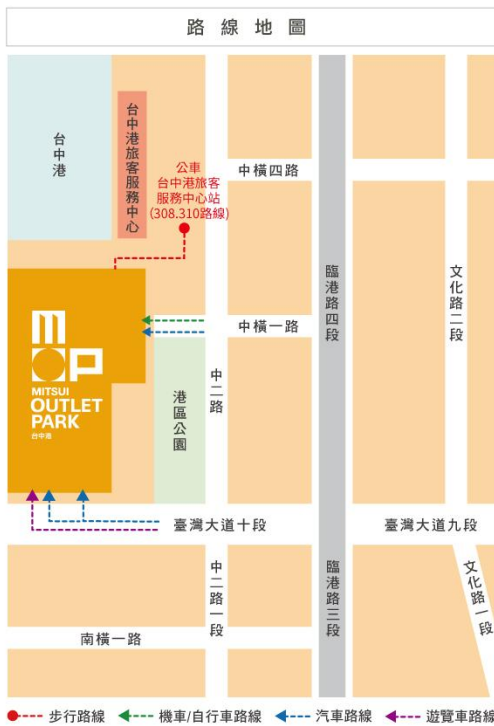 路線地圖
台中港
台中港旅客服務中心
公車
台中港旅客
服務中心站
(308.310路線)
中橫四路
臨港路四段
文化路二段
中橫一路
MOP
MITSUI
OUTLET
PARK
台中港
港區公園
中二路
臺灣大道十段
臺灣大道九段
中二路一段
臨港路三段
文化路一段
南橫一路
步行路線
機車/自行車路線
汽車路線
遊覽車路線